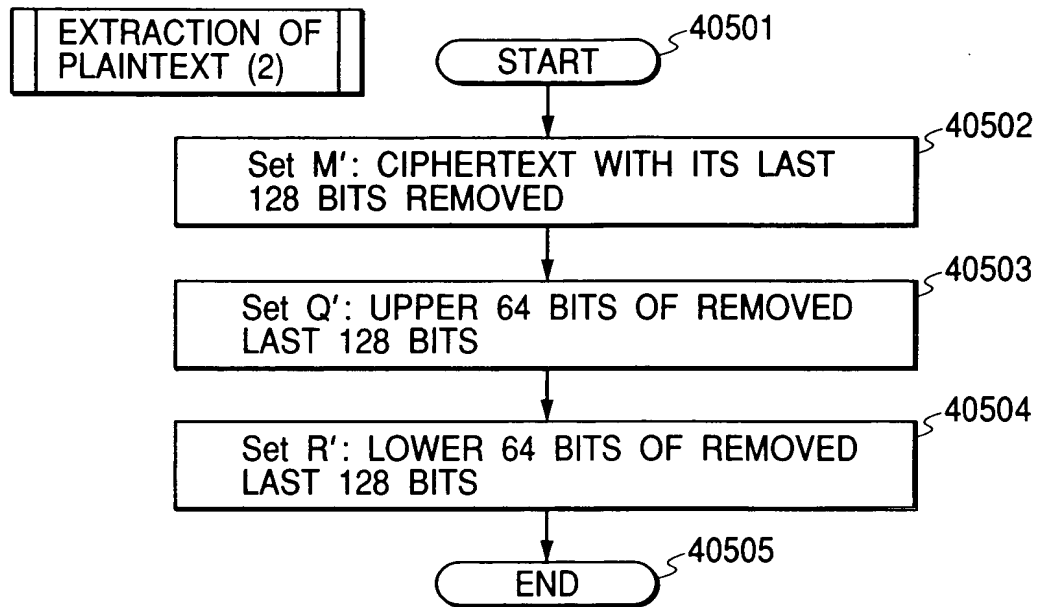 EXTRACTION OF
PLAINTEXT (2)
40501
START
40502
Set M′: CIPHERTEXT WITH ITS LAST
128 BITS REMOVED
40503
Set Q′: UPPER 64 BITS OF REMOVED
LAST 128 BITS
40504
Set R′: LOWER 64 BITS OF REMOVED
LAST 128 BITS
40505
END